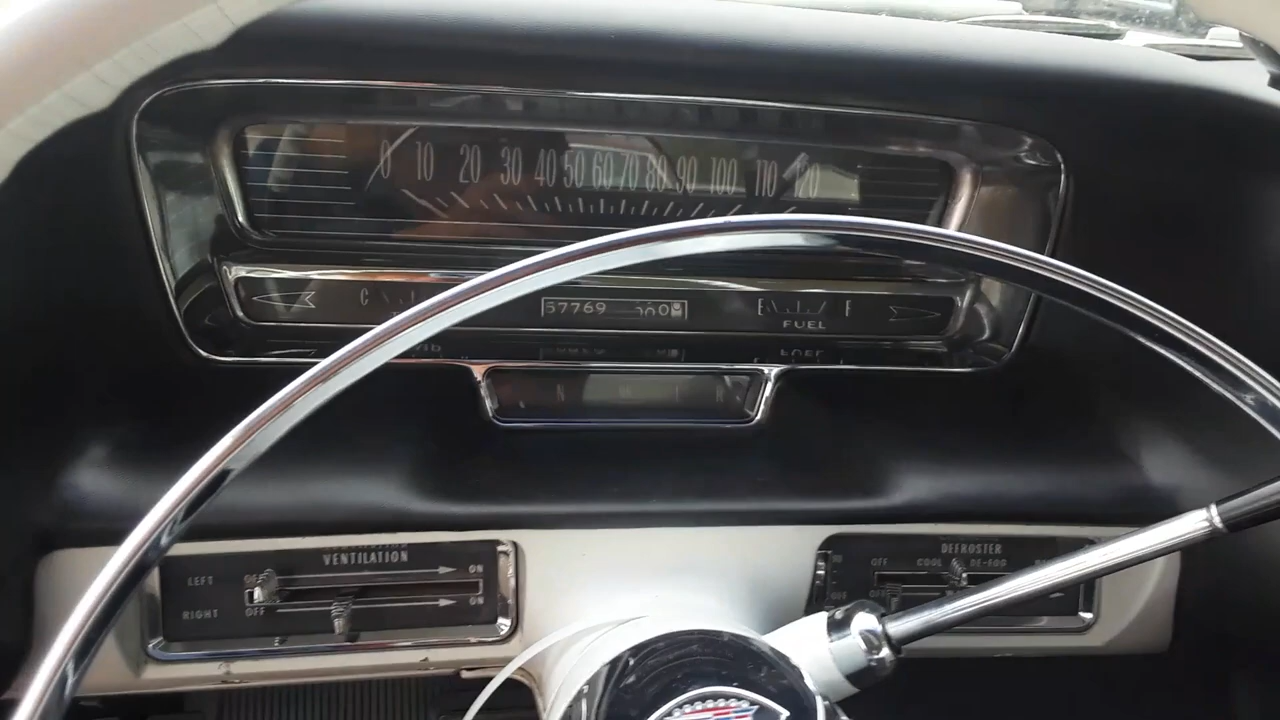 0 10 20 30 40 50 60 70 80 90 100 110 120
C 57769 E F
FUEL
N R
VENTILATION
LEFT OFF ON
RIGHT OFF ON
DEFROSTER
OFF COOL DE-FOG
OFF